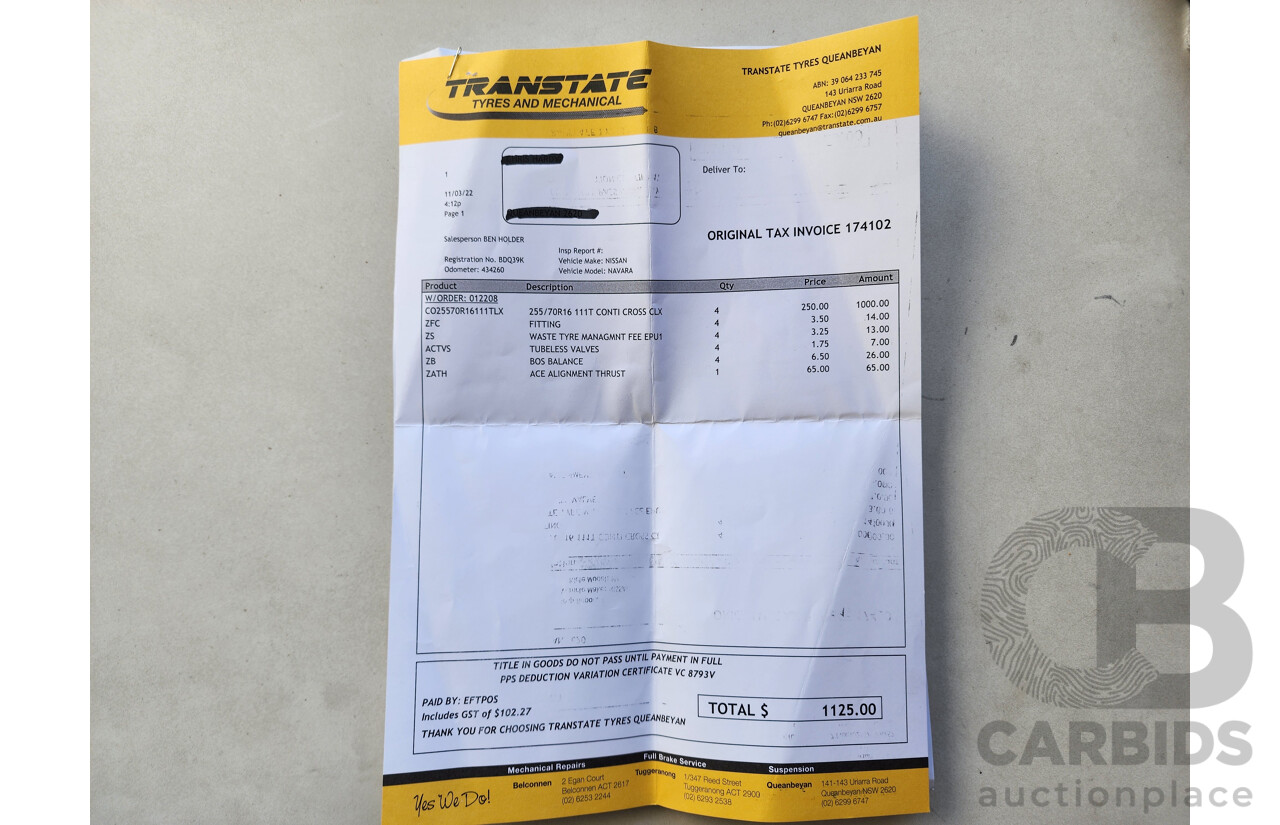 TRANSTATE
TYRES AND MECHANICAL
TRANSTATE TYRES QUEANBEYAN
ABN: 39 064 233 745
143 Uriarra Road
QUEANBEYAN NSW 2620
Ph:(02)6299 6747 Fax:(02)6299 6757
queanbeyan@transtate.com.au
1
Deliver To:
11/03/22
4:12p
Page 1
ORIGINAL TAX INVOICE 174102
Salesperson BEN HOLDER
Insp Report #:
Registration No. BDQ39K Vehicle Make: NISSAN
Odometer: 434260 Vehicle Model: NAVARA
Product Description Qty Price Amount
W/ORDER: 012208
CO25570R16111TLX 255/70R16 111T CONTI CROSS CLX 4 250.00 1000.00
ZFC FITTING 4 3.50 14.00
ZS WASTE TYRE MANAGMNT FEE EPU1 4 3.25 13.00
ACTVS TUBELESS VALVES 4 1.75 7.00
ZB BOS BALANCE 4 6.50 26.00
ZATH ACE ALIGNMENT THRUST 1 65.00 65.00
TITLE IN GOODS DO NOT PASS UNTIL PAYMENT IN FULL
PPS DEDUCTION VARIATION CERTIFICATE VC 8793V
PAID BY: EFTPOS
Includes GST of $102.27
TOTAL $ 1125.00
THANK YOU FOR CHOOSING TRANSTATE TYRES QUEANBEYAN
Mechanical Repairs Full Brake Service Suspension
Yes We Do!
Belconnen 2 Egan Court
Belconnen ACT 2617
(02) 6253 2244
Tuggeranong 1/347 Reed Street
Tuggeranong ACT 2900
(02) 6293 2538
Queanbeyan 141-143 Uriarra Road
Queanbeyan NSW 2620
(02) 6299 6747
CB
CARBIDS
auctionplace